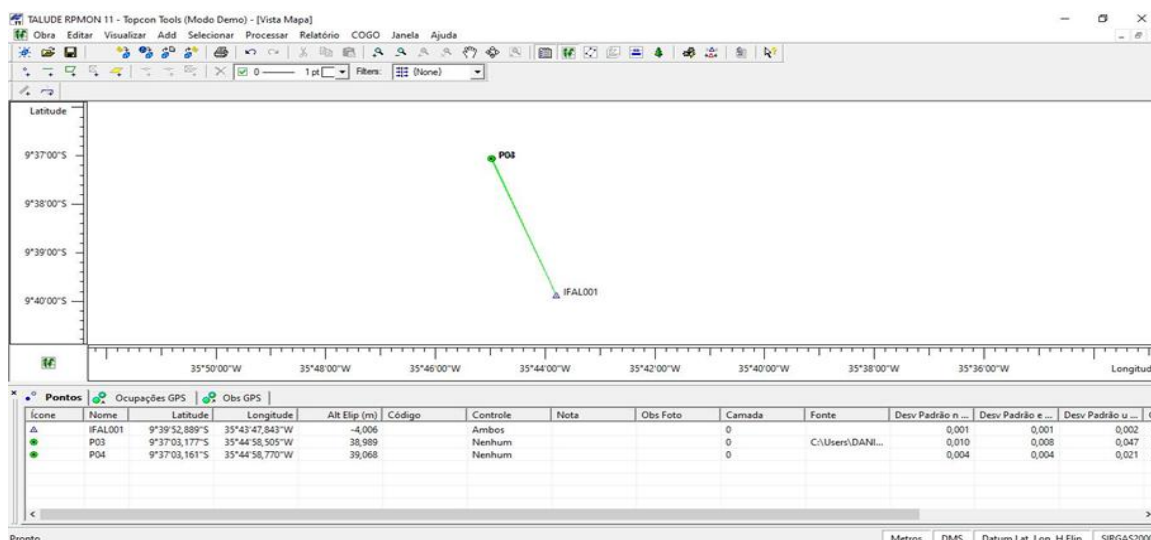 TALUDE RPMON 11 - Topcon Tools (Modo Demo) - [Vista Mapa]
Obra Editar Visualizar Add Selecionar Processar Relatório COGO Janela Ajuda
0 1 pt Filters: (None)
Latitude
9°37'00"S
9°38'00"S
9°39'00"S
9°40'00"S
IFAL001
35°50'00"W 35°48'00"W 35°46'00"W 35°44'00"W 35°42'00"W 35°40'00"W 35°38'00"W 35°36'00"W Longitud
Pontos Ocupações GPS Obs GPS
Ícone Nome Latitude Longitude Alt Elip (m) Código Controle Nota Obs Foto Camada Fonte Desv Padrão n ... Desv Padrão e ... Desv Padrão u ...
IFAL001 9°39'52,889"S 35°43'47,843"W -4,006 Ambos 0 0,001 0,001 0,002
P03 9°37'03,177"S 35°44'58,505"W 38,989 Nenhum 0 C:\Users\DANI... 0,010 0,008 0,047
P04 9°37'03,161"S 35°44'58,770"W 39,068 Nenhum 0 0,004 0,004 0,021
Pronto Metros DMS Datum Lat, Lon, H Elip SIRGAS2000